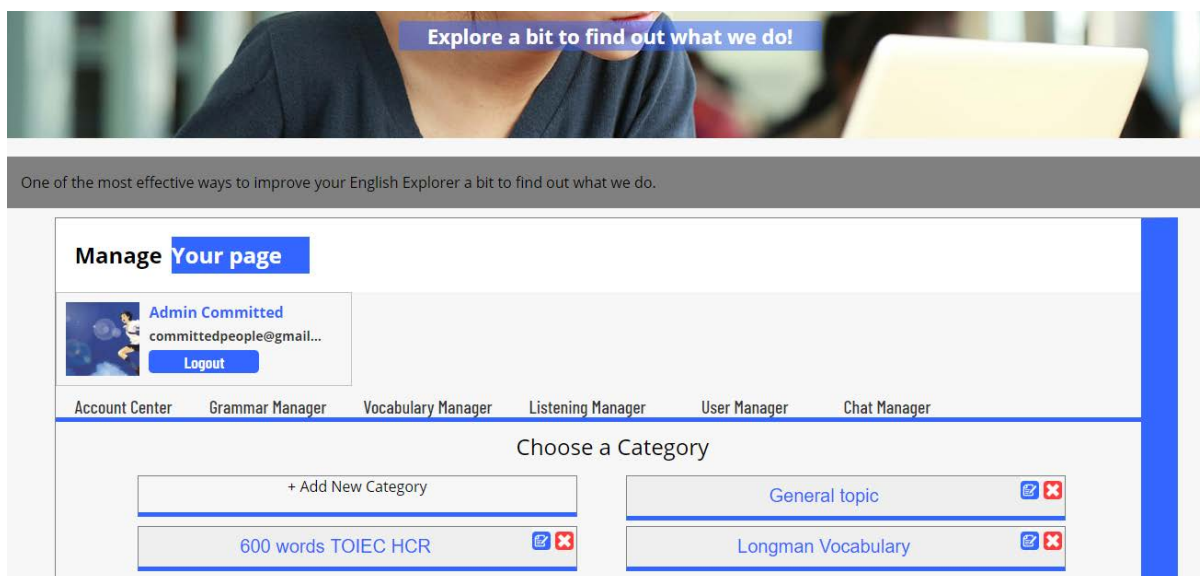 Explore a bit to find out what we do!
One of the most effective ways to improve your English Explorer a bit to find out what we do.
Manage Your page
Admin Committed
committedpeople@gmail...
Logout
Account Center Grammar Manager Vocabulary Manager Listening Manager User Manager Chat Manager
Choose a Category
+ Add New Category
General topic
600 words TOIEC HCR
Longman Vocabulary